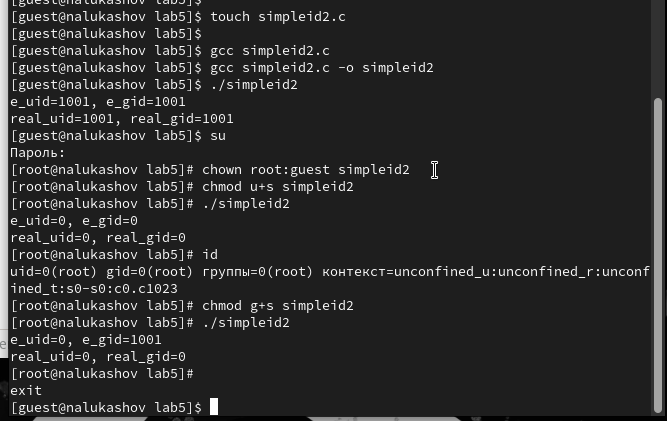 [guest@nalukashov lab5]$
[guest@nalukashov lab5]$ touch simpleid2.c
[guest@nalukashov lab5]$
[guest@nalukashov lab5]$ gcc simpleid2.c
[guest@nalukashov lab5]$ gcc simpleid2.c -o simpleid2
[guest@nalukashov lab5]$ ./simpleid2
e_uid=1001, e_gid=1001
real_uid=1001, real_gid=1001
[guest@nalukashov lab5]$ su
Пароль:
[root@nalukashov lab5]# chown root:guest simpleid2
[root@nalukashov lab5]# chmod u+s simpleid2
[root@nalukashov lab5]# ./simpleid2
e_uid=0, e_gid=0
real_uid=0, real_gid=0
[root@nalukashov lab5]# id
uid=0(root) gid=0(root) группы=0(root) контекст=unconfined_u:unconfined_r:unconf
ined_t:s0-s0:c0.c1023
[root@nalukashov lab5]# chmod g+s simpleid2
[root@nalukashov lab5]# ./simpleid2
e_uid=0, e_gid=1001
real_uid=0, real_gid=0
[root@nalukashov lab5]#
exit
[guest@nalukashov lab5]$